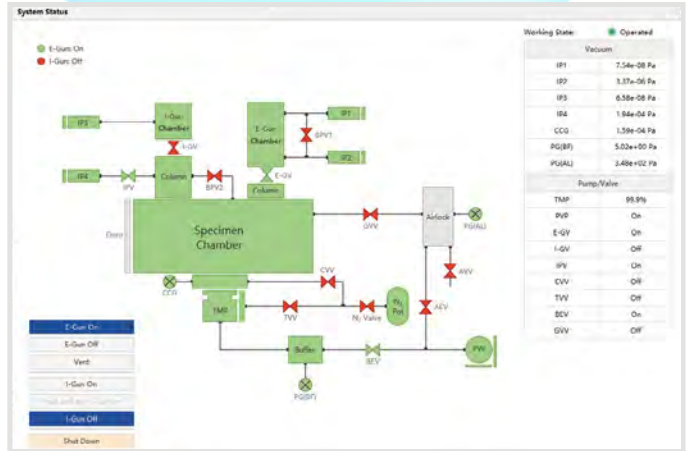 System Status
E-Gun: On
I-Gun: Off
Working State: Operated
Vacuum
IP1 7.54e-08 Pa
IP2 3.37e-06 Pa
IP3 6.58e-08 Pa
IP4 1.94e-04 Pa
CCG 1.59e-04 Pa
PG(BF) 5.02e+00 Pa
PG(AL) 3.48e+02 Pa
Pump/Valve
TMP 99.9%
PVP On
E-GV On
I-GV Off
IPV On
CVV Off
TVV Off
BEV On
GVV Off
IP3
I-Gun
Chamber
I-GV
IP4
IPV
Column
BPV2
E-Gun
Chamber
E-GV
Column
IP1
BPV1
IP2
Door
Specimen
Chamber
GVV
Airlock
PG(AL)
CCG
CVV
AVV
TMP
TVV
N₂ Valve
N₂
Pot
AEV
Buffer
BEV
PVP
PG(BF)
E-Gun On
E-Gun Off
Vent
I-Gun On
I-Gun Off
Shut Down